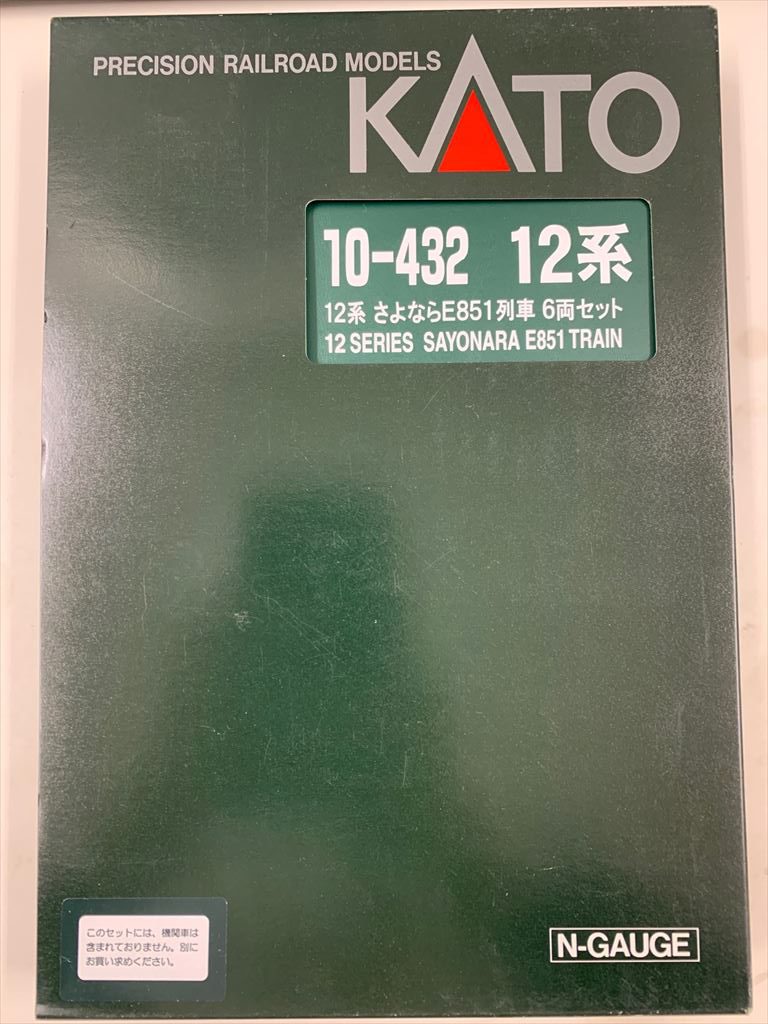 PRECISION RAILROAD MODELS
KATO
10-432 12系
12系 さよならE851列車 6両セット
12 SERIES SAYONARA E851 TRAIN
このセットには、機関車は
含まれておりません。別に
お買い求めください。
N-GAUGE